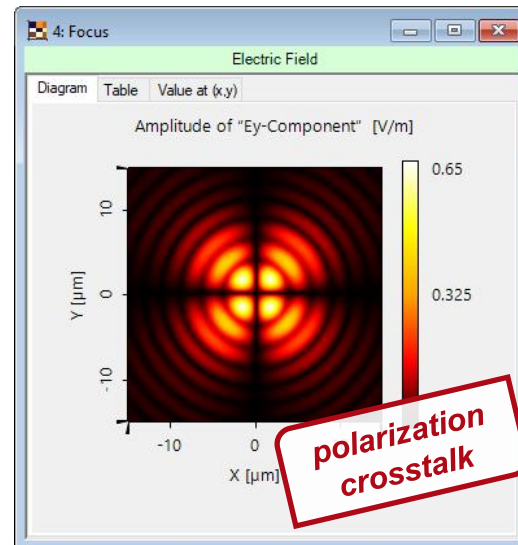 4: Focus
Electric Field
Diagram Table Value at (x,y)
Amplitude of "Ey-Component" [V/m]
0.65
10
0.325
Y [µm]
0
-10
-10 0
X [µm]
polarization
crosstalk